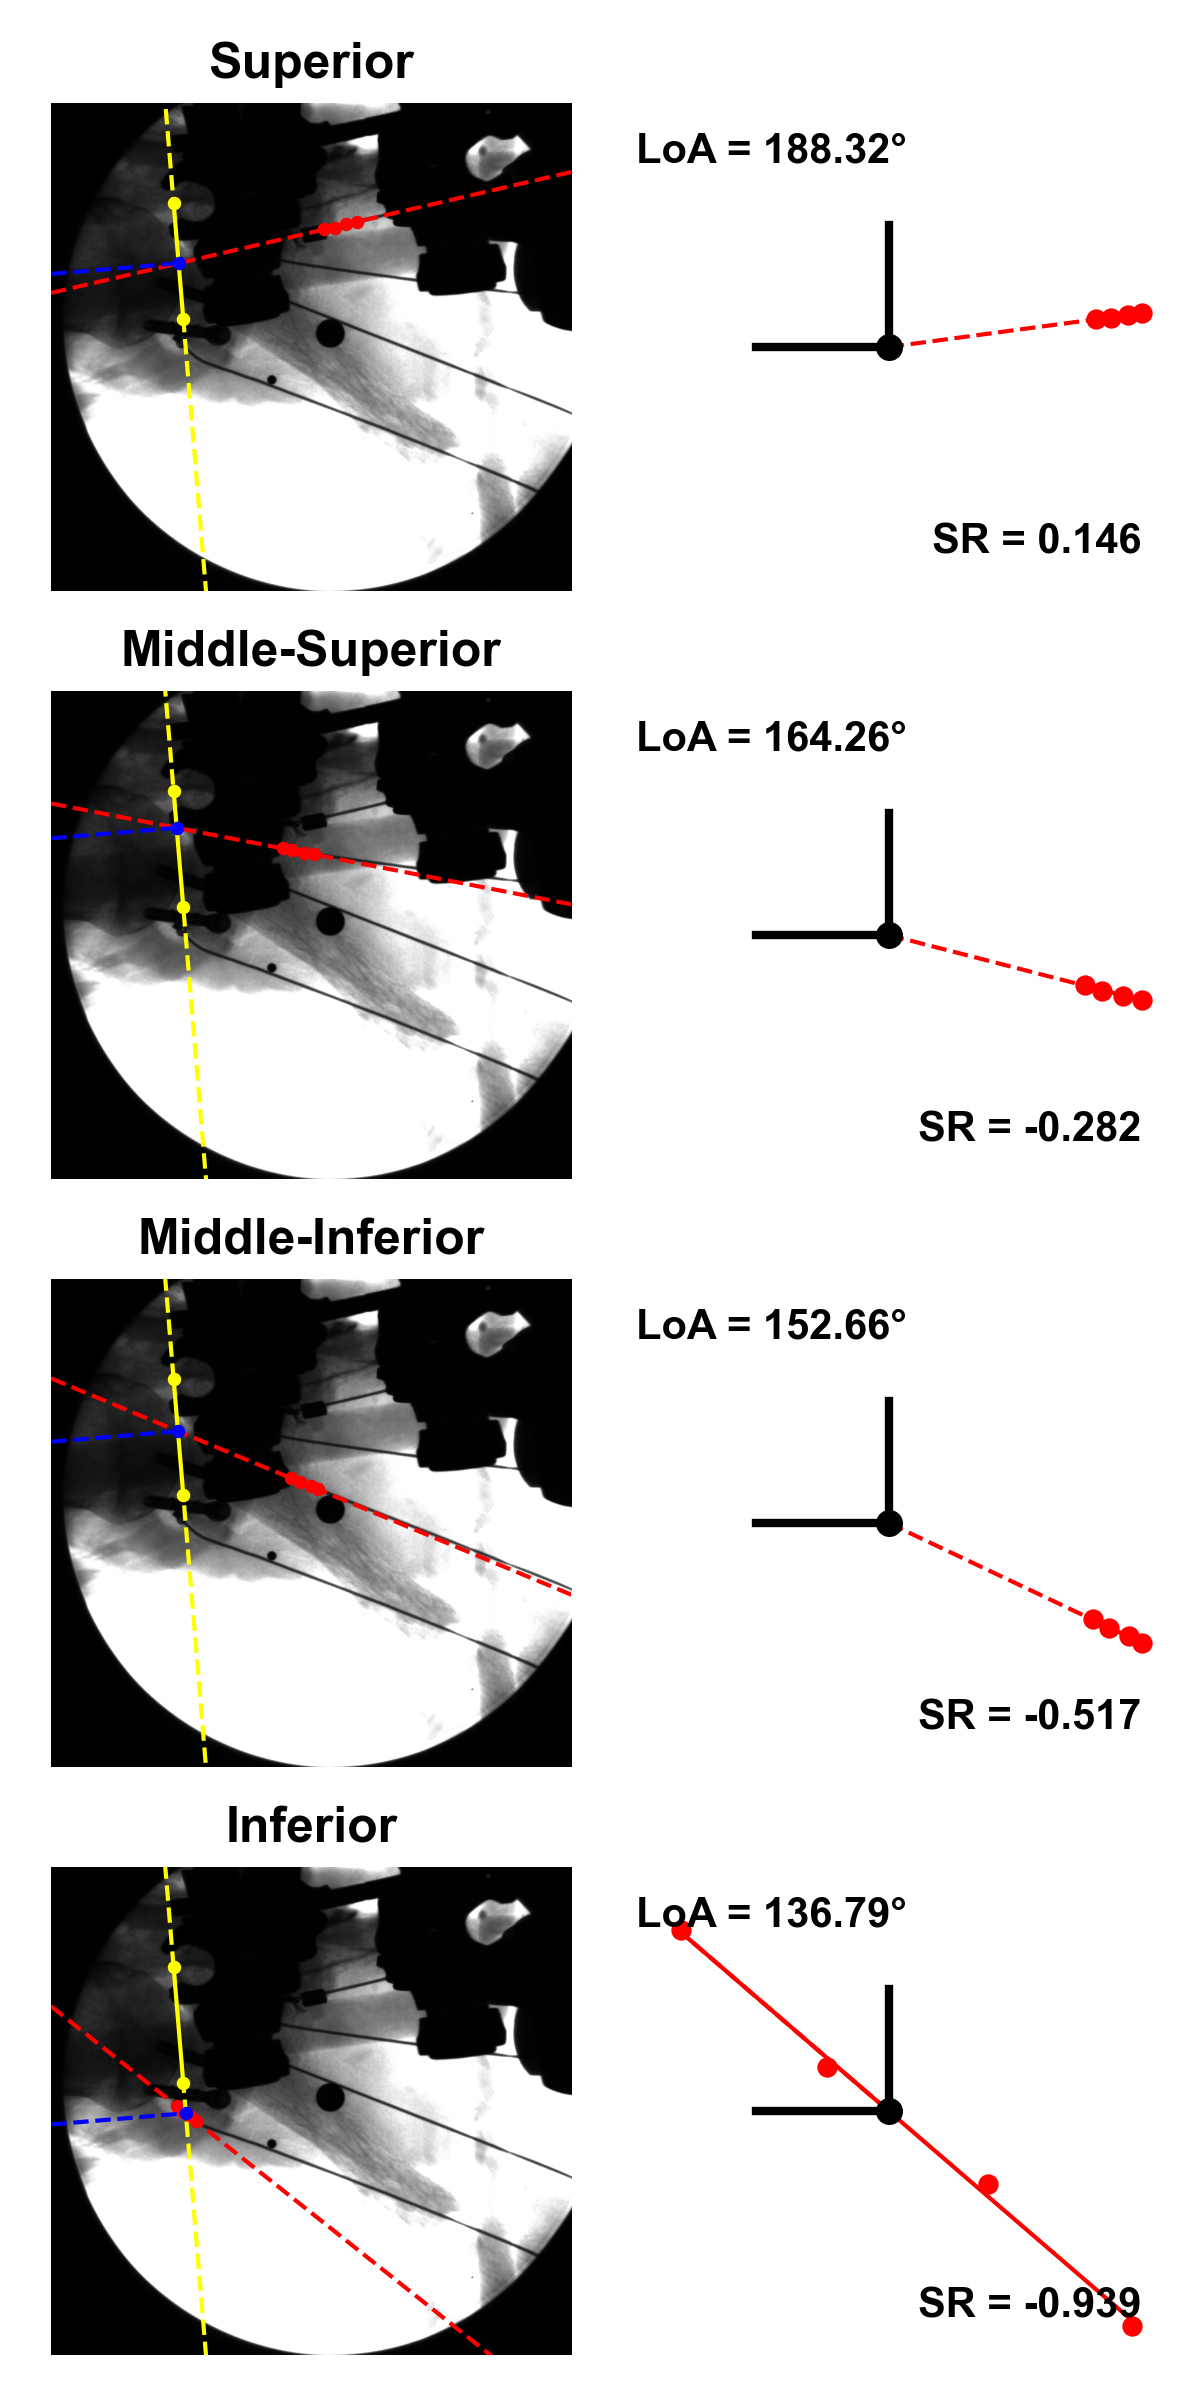 Superior
LoA = 188.32°
SR = 0.146
Middle-Superior
LoA = 164.26°
SR = -0.282
Middle-Inferior
LoA = 152.66°
SR = -0.517
Inferior
LoA = 136.79°
SR = -0.939